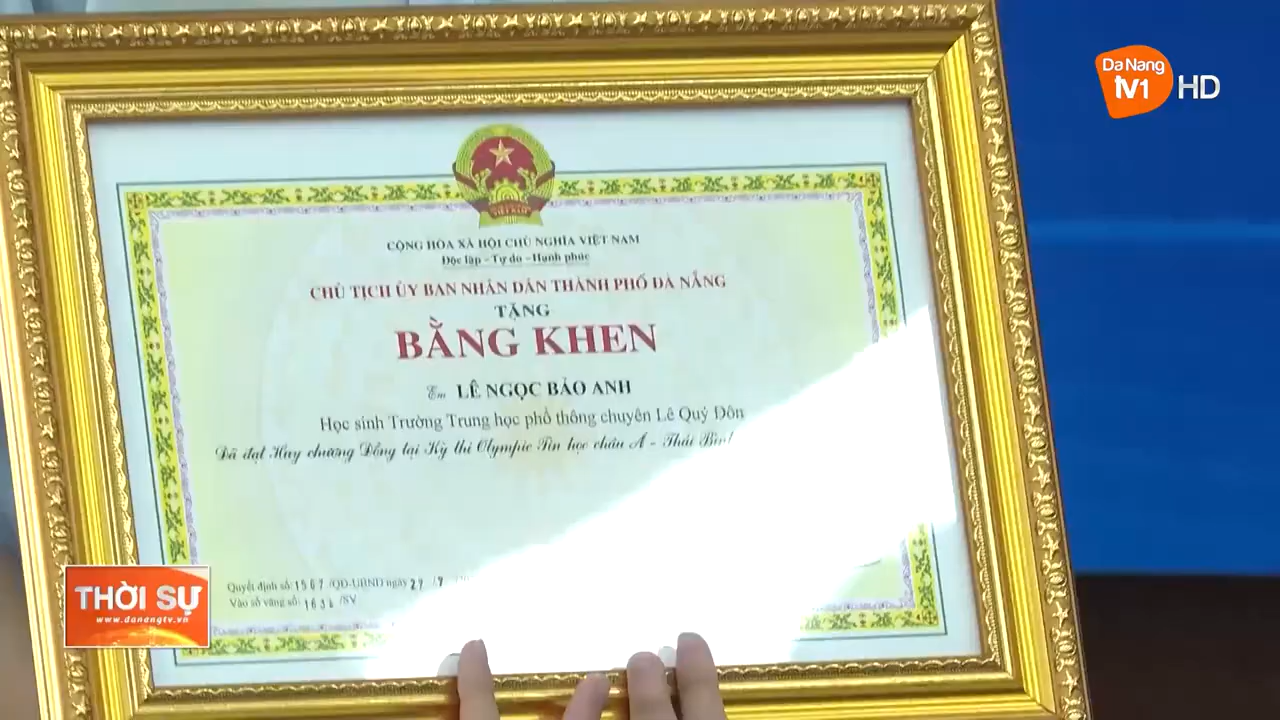 Da Nang
TV1 HD
VIỆT NAM
CỘNG HÒA XÃ HỘI CHỦ NGHĨA VIỆT NAM
Độc lập - Tự do - Hạnh phúc
CHỦ TỊCH ỦY BAN NHÂN DÂN THÀNH PHỐ ĐÀ NẴNG
TẶNG
BẰNG KHEN
Em LÊ NGỌC BẢO ANH
Học sinh Trường Trung học phổ thông chuyên Lê Quý Đôn
Đã đạt Huy chương Đồng tại Kỳ thi Olympic Tin học châu Á - Thái
Quyết định số: 1567 /QĐ-UBND ngày 27 /7
Vào sổ vàng số: /SV
THỜI SỰ
www.danangtv.vn